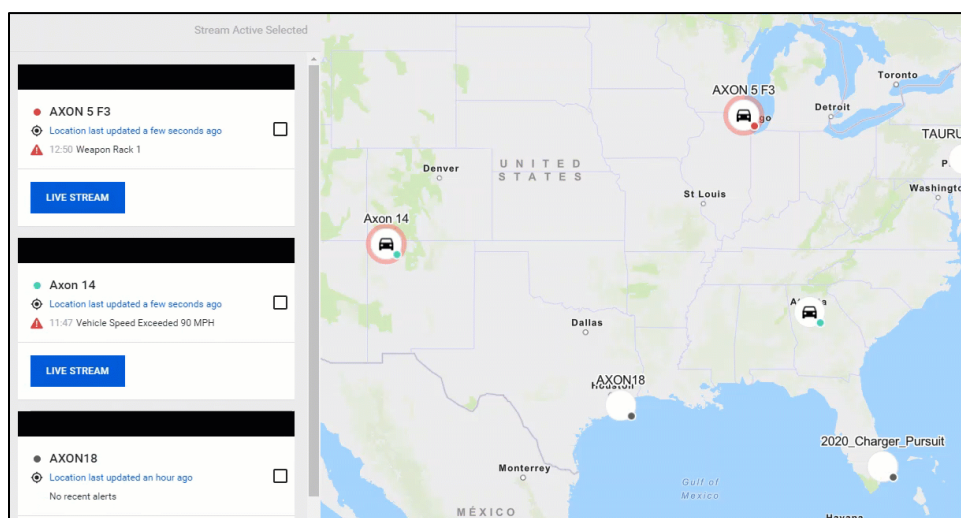 Stream Active Selected
AXON 5 F3
Location last updated a few seconds ago
12:50 Weapon Rack 1
LIVE STREAM
Axon 14
Location last updated a few seconds ago
11:47 Vehicle Speed Exceeded 90 MPH
LIVE STREAM
AXON18
Location last updated an hour ago
No recent alerts
AXON 5 F3
go
Toronto
Detroit
TAURU
P
Washingto
Denver
UNITED
STATES
St Louis
Axon 14
Dallas
AXON18
2020_Charger_Pursuit
Monterrey
Gulf of
Mexico
MÉXICO
Havana